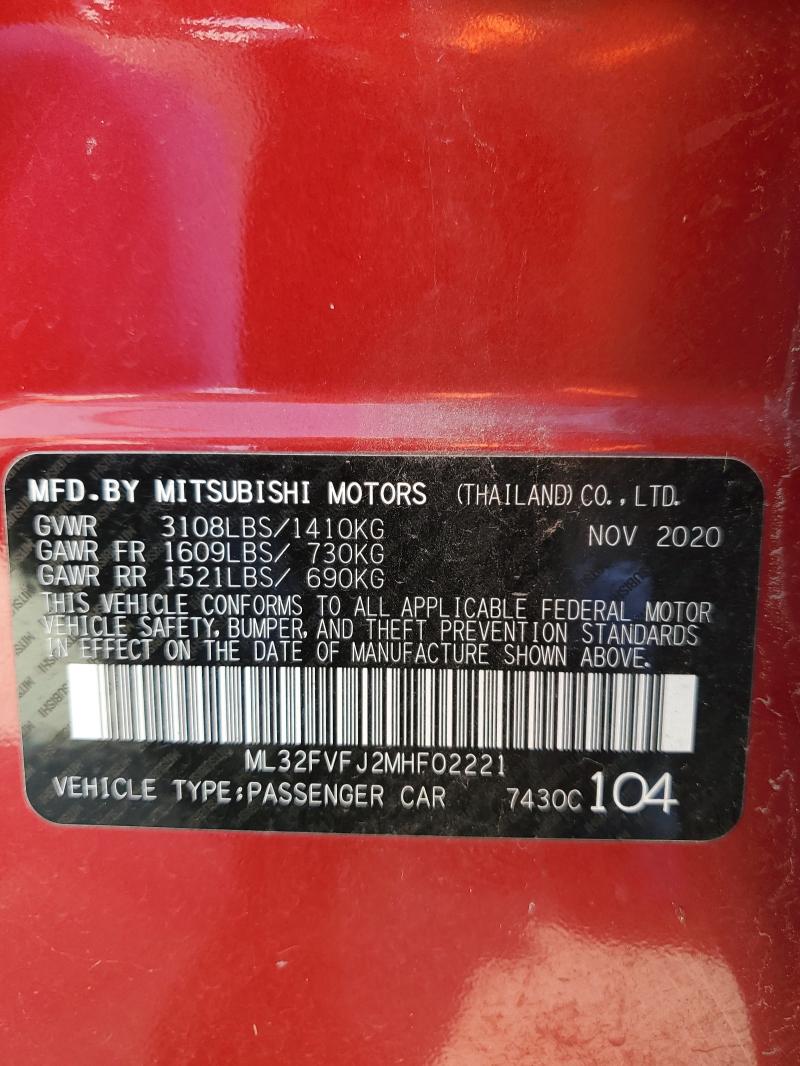 MFD.BY MITSUBISHI MOTORS (THAILAND)CO.,LTD.
GVWR 3108LBS/1410KG NOV 2020
GAWR FR 1609LBS/ 730KG
GAWR RR 1521LBS/ 690KG
THIS VEHICLE CONFORMS TO ALL APPLICABLE FEDERAL MOTOR
VEHICLE SAFETY, BUMPER, AND THEFT PREVENTION STANDARDS
IN EFFECT ON THE DATE OF MANUFACTURE SHOWN ABOVE.
ML32FVFJ2MHF02221
VEHICLE TYPE;PASSENGER CAR 7430C 104